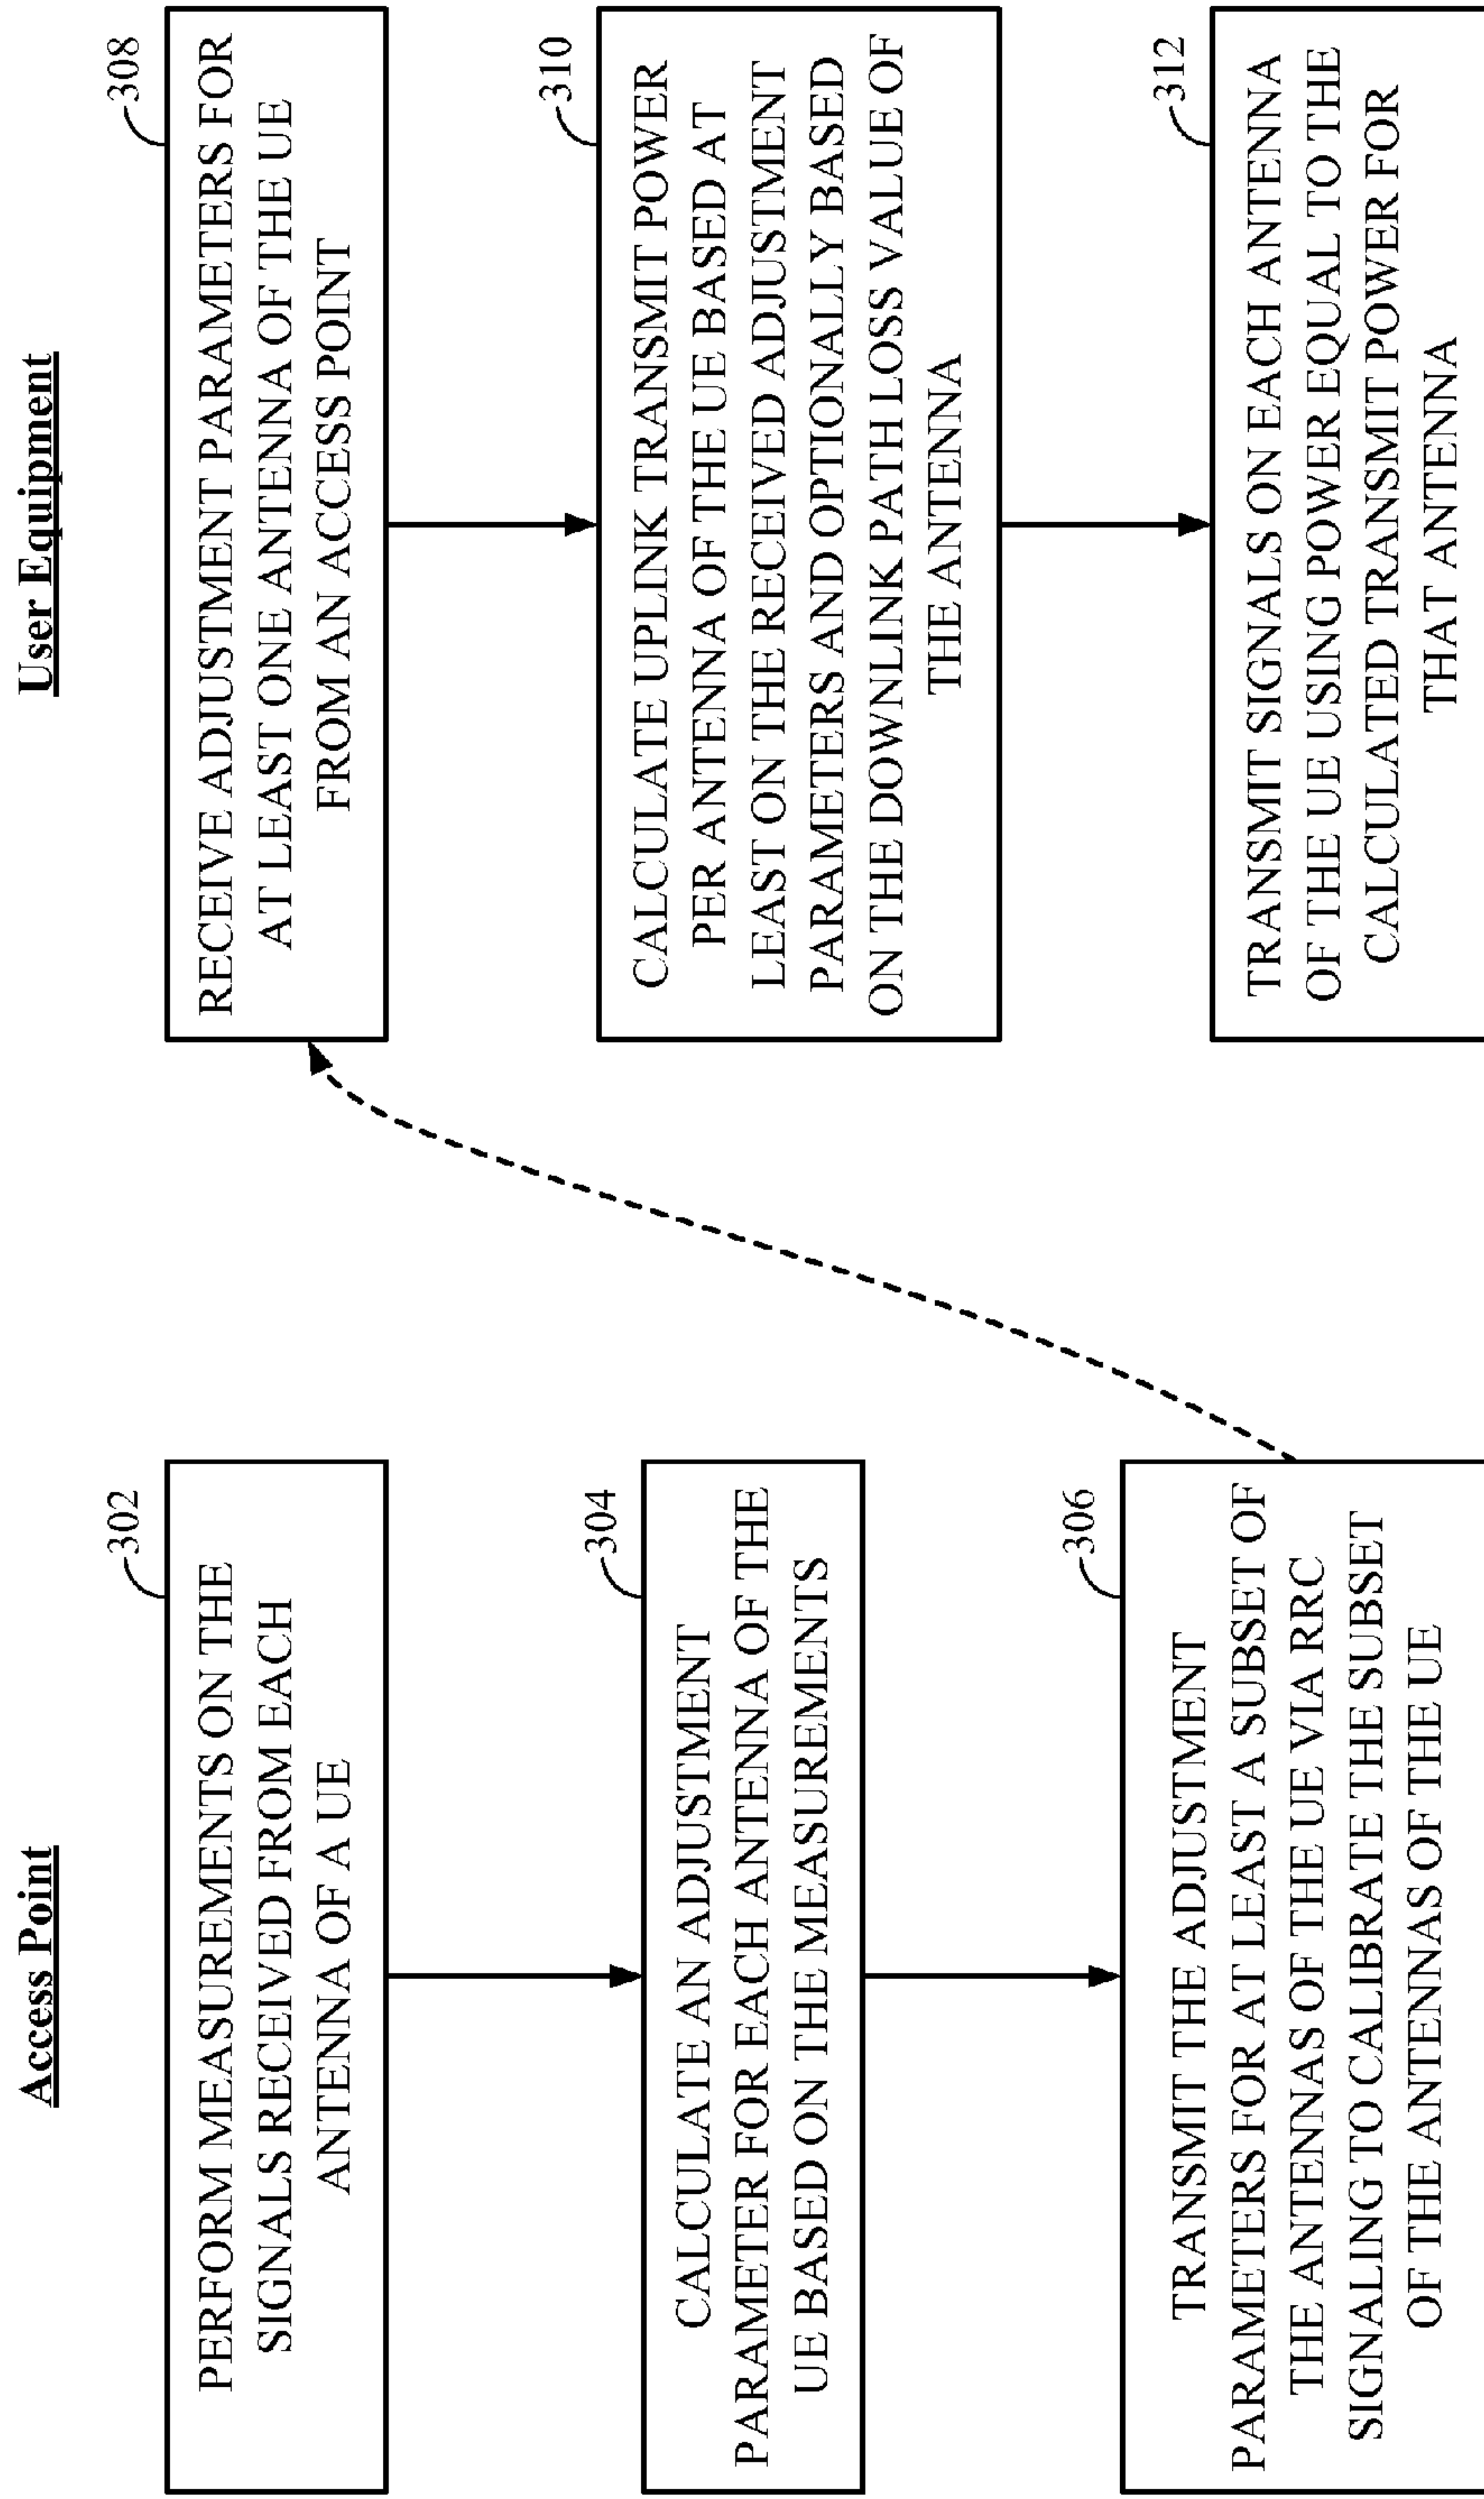 Access Point
302
PERFORM MEASUREMENTS ON THE
SIGNALS RECEIVED FROM EACH
ANTENNA OF A UE
304
CALCULATE AN ADJUSTMENT
PARAMETER FOR EACH ANTENNA OF THE
UE BASED ON THE MEASUREMENTS
306
TRANSMIT THE ADJUSTMENT
PARAMETERS FOR AT LEAST A SUBSET OF
THE ANTENNAS OF THE UE VIA RRC
SIGNALING TO CALIBRATE THE SUBSET
OF THE ANTENNAS OF THE UE
User Equipment
308
RECEIVE ADJUSTMENT PARAMETERS FOR
AT LEAST ONE ANTENNA OF THE UE
FROM AN ACCESS POINT
310
CALCULATE UPLINK TRANSMIT POWER
PER ANTENNA OF THE UE BASED AT
LEAST ON THE RECEIVED ADJUSTMENT
PARAMETERS AND OPTIONALLY BASED
ON THE DOWNLINK PATH LOSS VALUE OF
THE ANTENNA
312
TRANSMIT SIGNALS ON EACH ANTENNA
OF THE UE USING POWER EQUAL TO THE
CALCULATED TRANSMIT POWER FOR
THAT ANTENNA